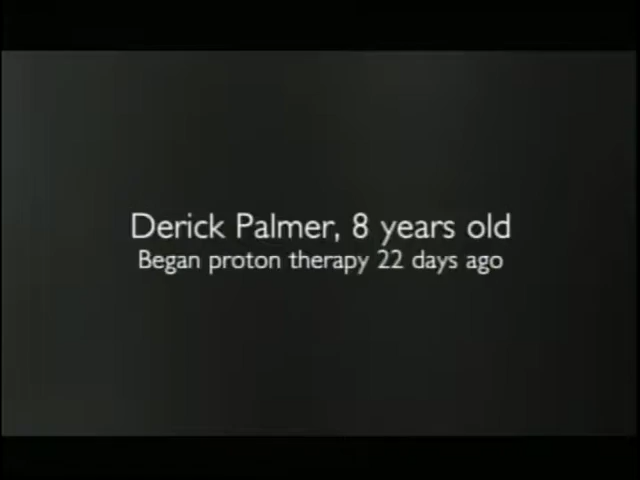 Derick Palmer, 8 years old
Began proton therapy 22 days ago